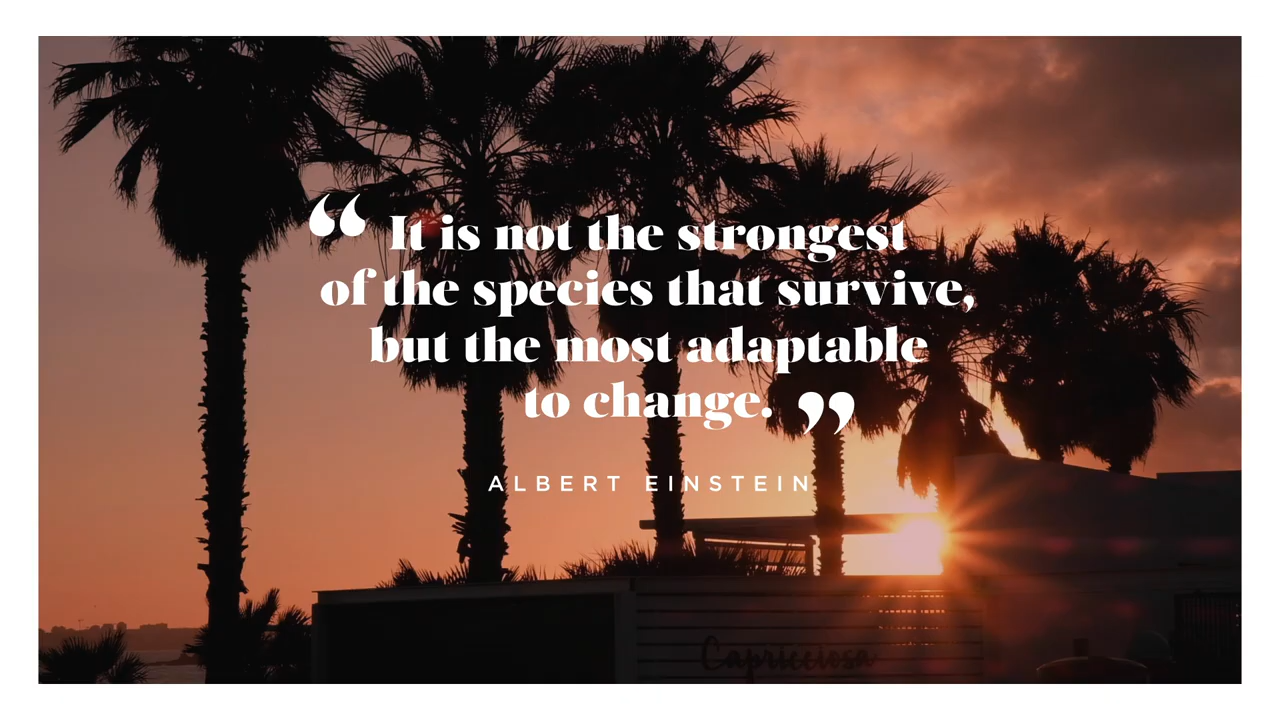 “ It is not the strongest
of the species that survive,
but the most adaptable
to change. ”
ALBERT EINSTEIN
Capricciosa